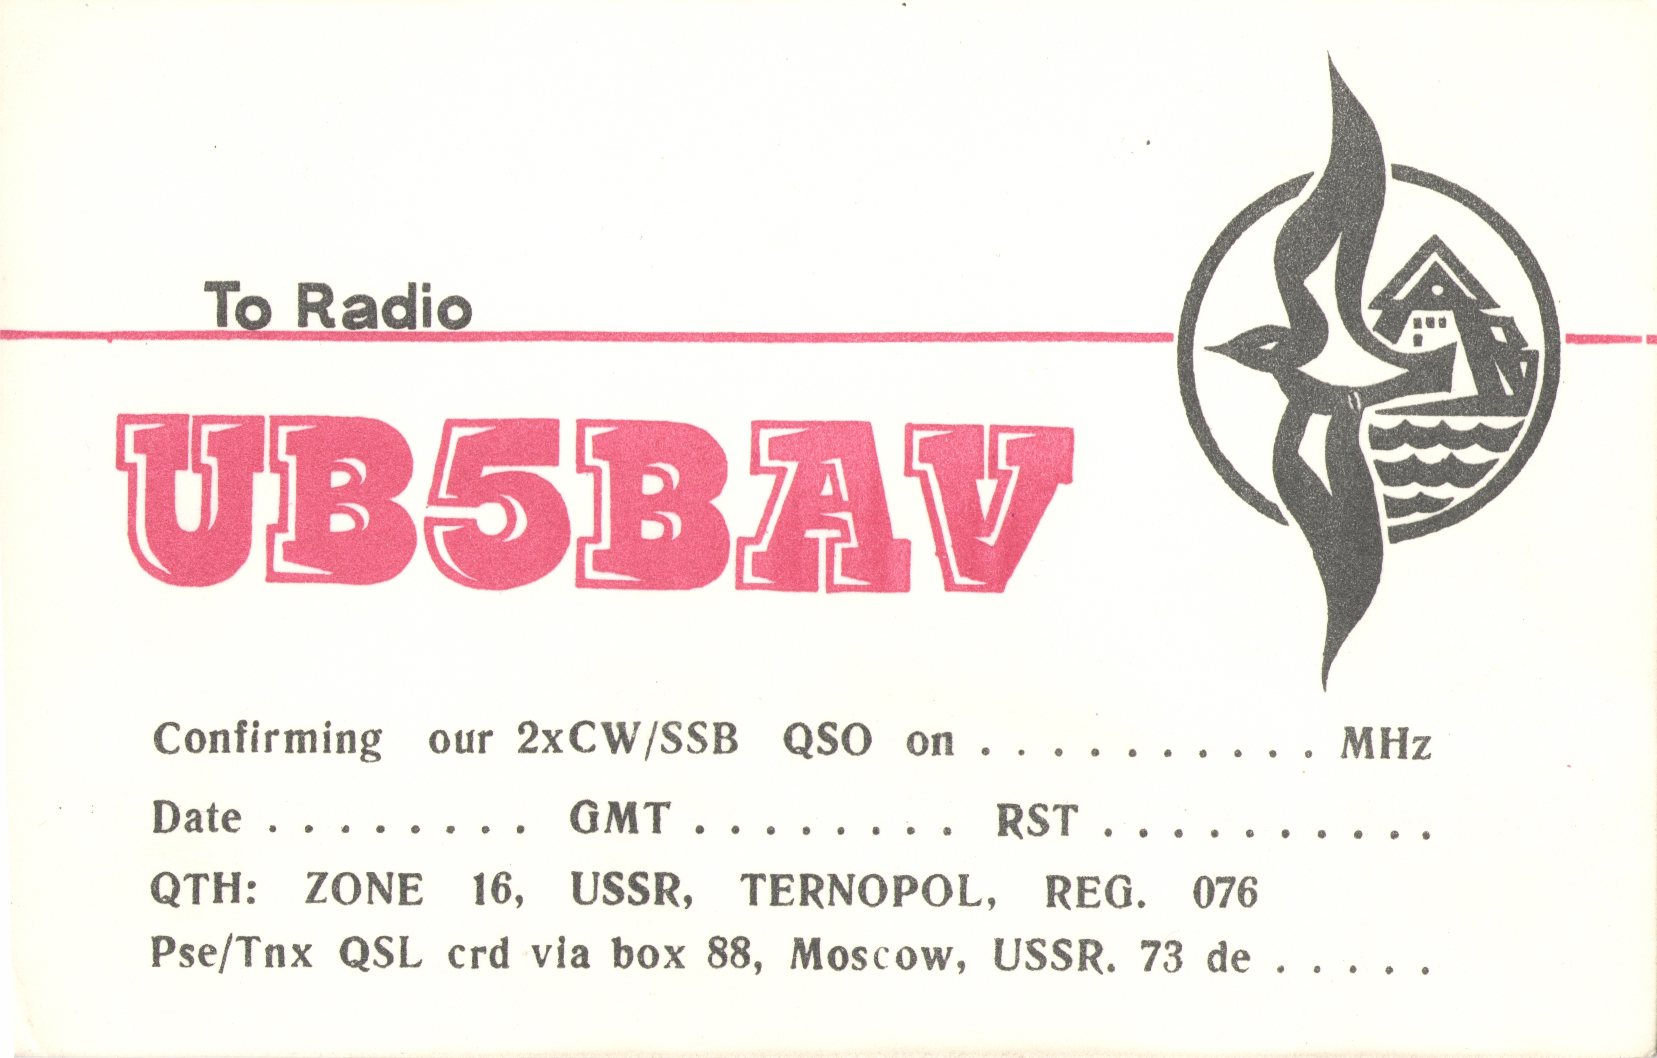 To Radio
UB5BAV
Confirming our 2xCW/SSB QSO on . . . . . . . . . . MHz
Date . . . . . . . . GMT . . . . . . . . RST . . . . . . . . . .
QTH: ZONE 16, USSR, TERNOPOL, REG. 076
Pse/Tnx QSL crd via box 88, Moscow, USSR. 73 de . . . . .